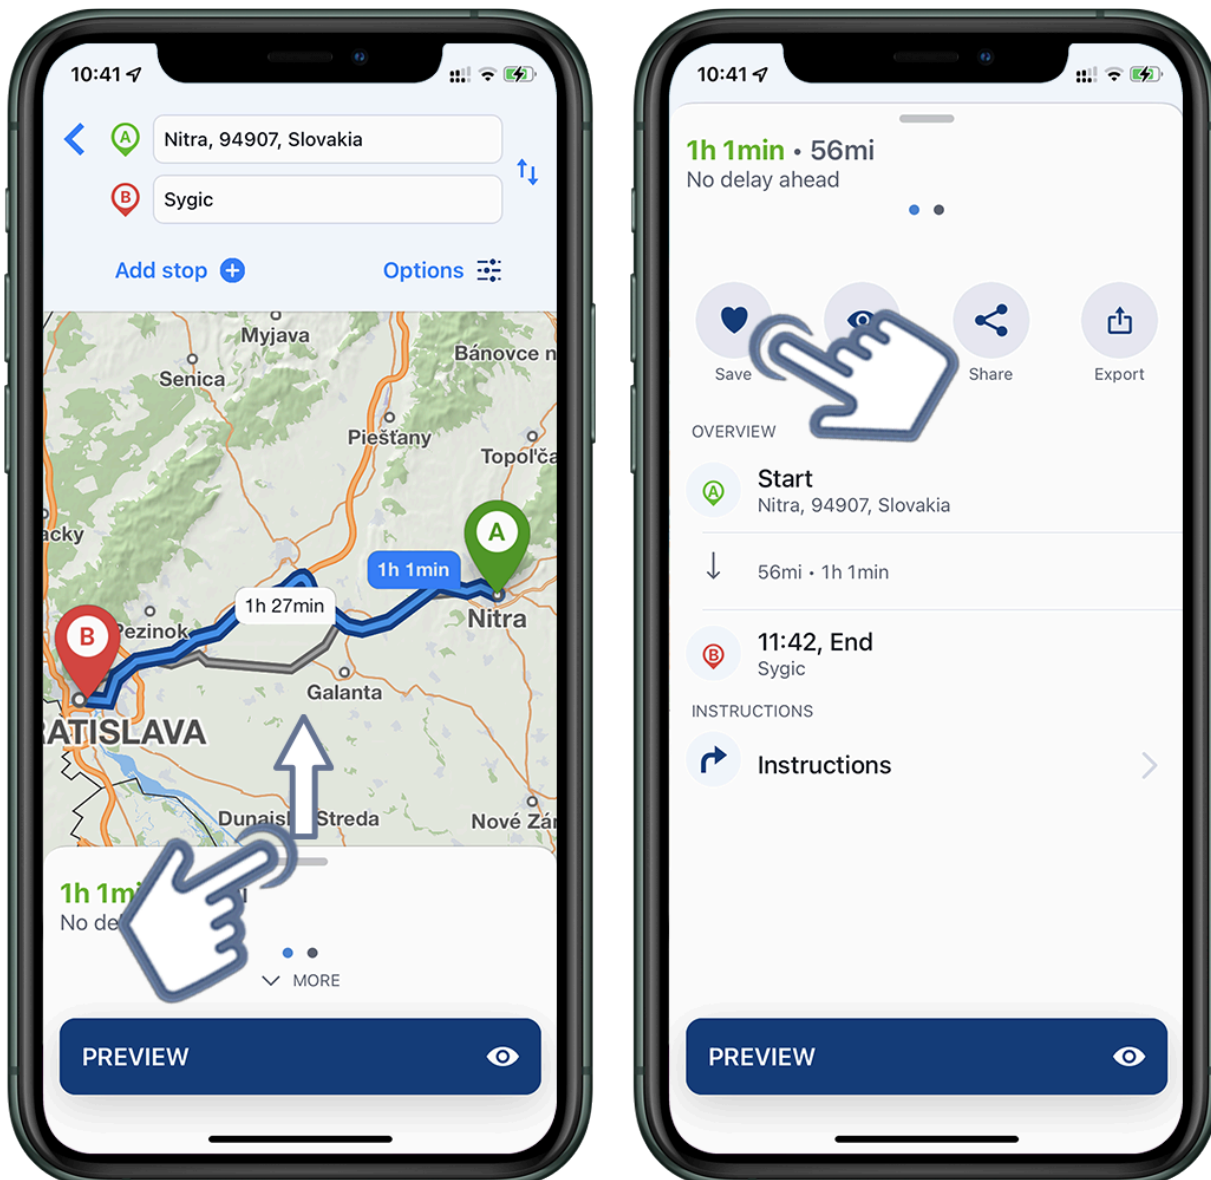 10:41
Nitra, 94907, Slovakia
Sygic
Add stop
Options
Myjava
Bánovce n
Senica
Piešťany
Topoľča
acky
A
1h 1min
1h 27min
Nitra
B
Pezinok
Galanta
RATISLAVA
Streda
Nové Zá
1h 1mi
No de
MORE
PREVIEW
10:41
1h 1min • 56mi
No delay ahead
Save
Share
Export
OVERVIEW
A
Start
Nitra, 94907, Slovakia
56mi • 1h 1min
B
11:42, End
Sygic
INSTRUCTIONS
Instructions
PREVIEW